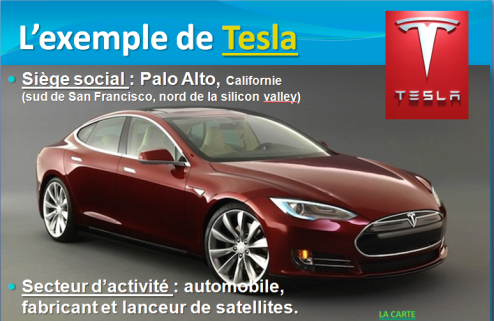 L'exemple de Tesla
TESLA
• Siège social : Palo Alto, Californie
(sud de San Francisco, nord de la silicon valley)
• Secteur d'activité : automobile,
fabricant et lanceur de satellites.
LA CARTE